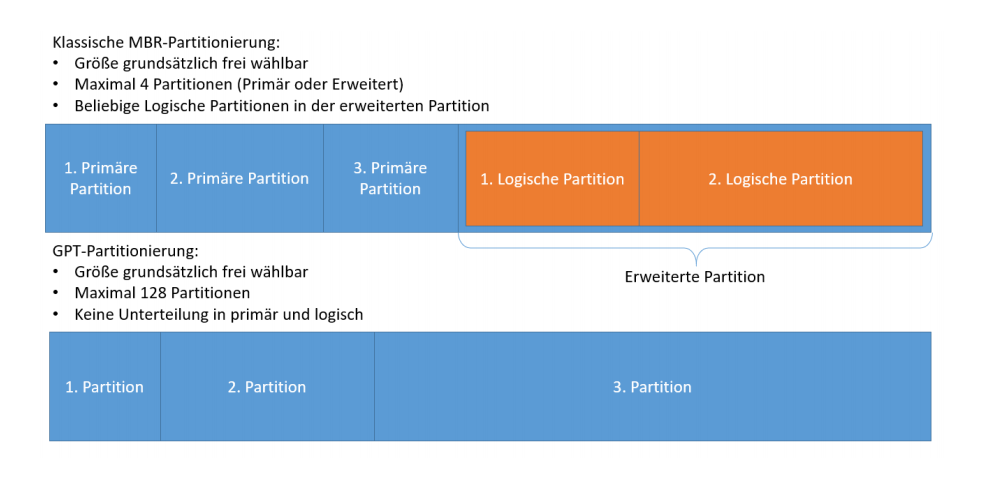 Klassische MBR-Partitionierung:
• Größe grundsätzlich frei wählbar
• Maximal 4 Partitionen (Primär oder Erweitert)
• Beliebige Logische Partitionen in der erweiterten Partition
1. Primäre
Partition
2. Primäre Partition
3. Primäre
Partition
1. Logische Partition
2. Logische Partition
Erweiterte Partition
GPT-Partitionierung:
• Größe grundsätzlich frei wählbar
• Maximal 128 Partitionen
• Keine Unterteilung in primär und logisch
1. Partition
2. Partition
3. Partition